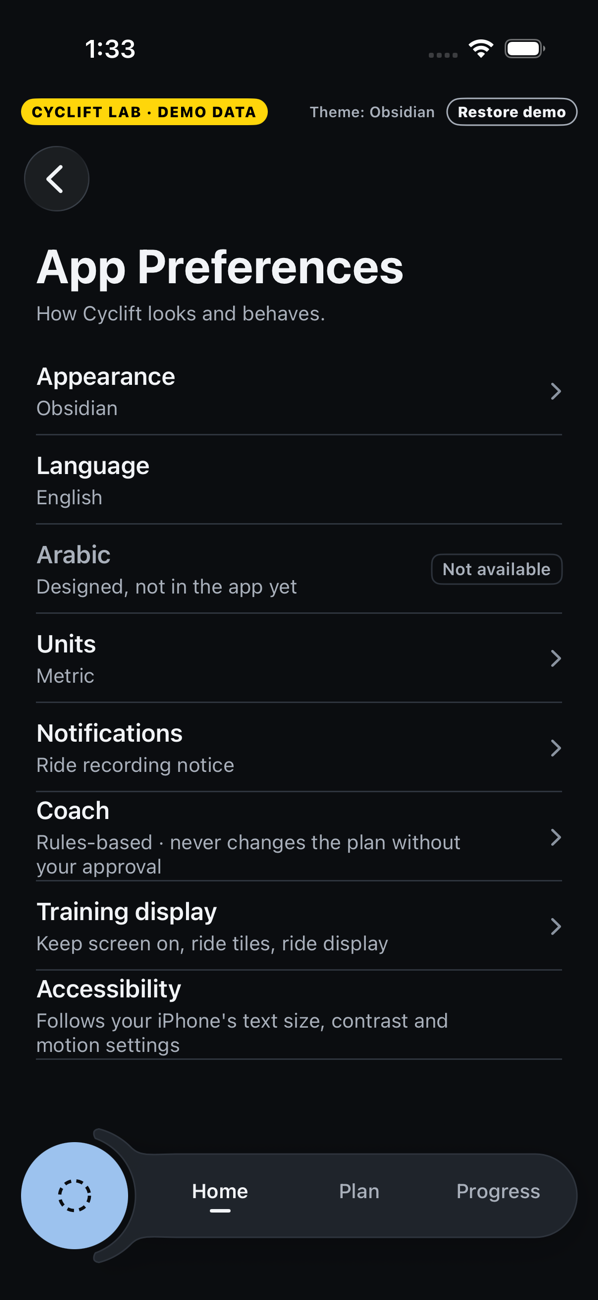 1:33
CYCLIFT LAB · DEMO DATA
Theme: Obsidian
Restore demo
App Preferences
How Cyclift looks and behaves.
Appearance
Obsidian
Language
English
Arabic
Designed, not in the app yet
Not available
Units
Metric
Notifications
Ride recording notice
Coach
Rules-based · never changes the plan without
your approval
Training display
Keep screen on, ride tiles, ride display
Accessibility
Follows your iPhone's text size, contrast and
motion settings
Home
Plan
Progress